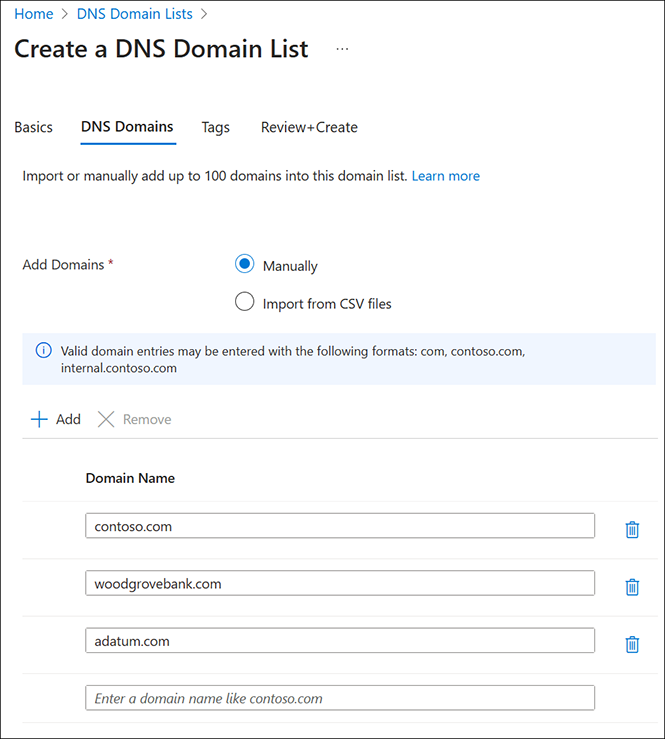 Home > DNS Domain Lists >
Create a DNS Domain List ...
Basics DNS Domains Tags Review+Create
Import or manually add up to 100 domains into this domain list. Learn more
Add Domains * Manually
Import from CSV files
Valid domain entries may be entered with the following formats: com, contoso.com,
internal.contoso.com
Add Remove
Domain Name
contoso.com
woodgrovebank.com
adatum.com
Enter a domain name like contoso.com